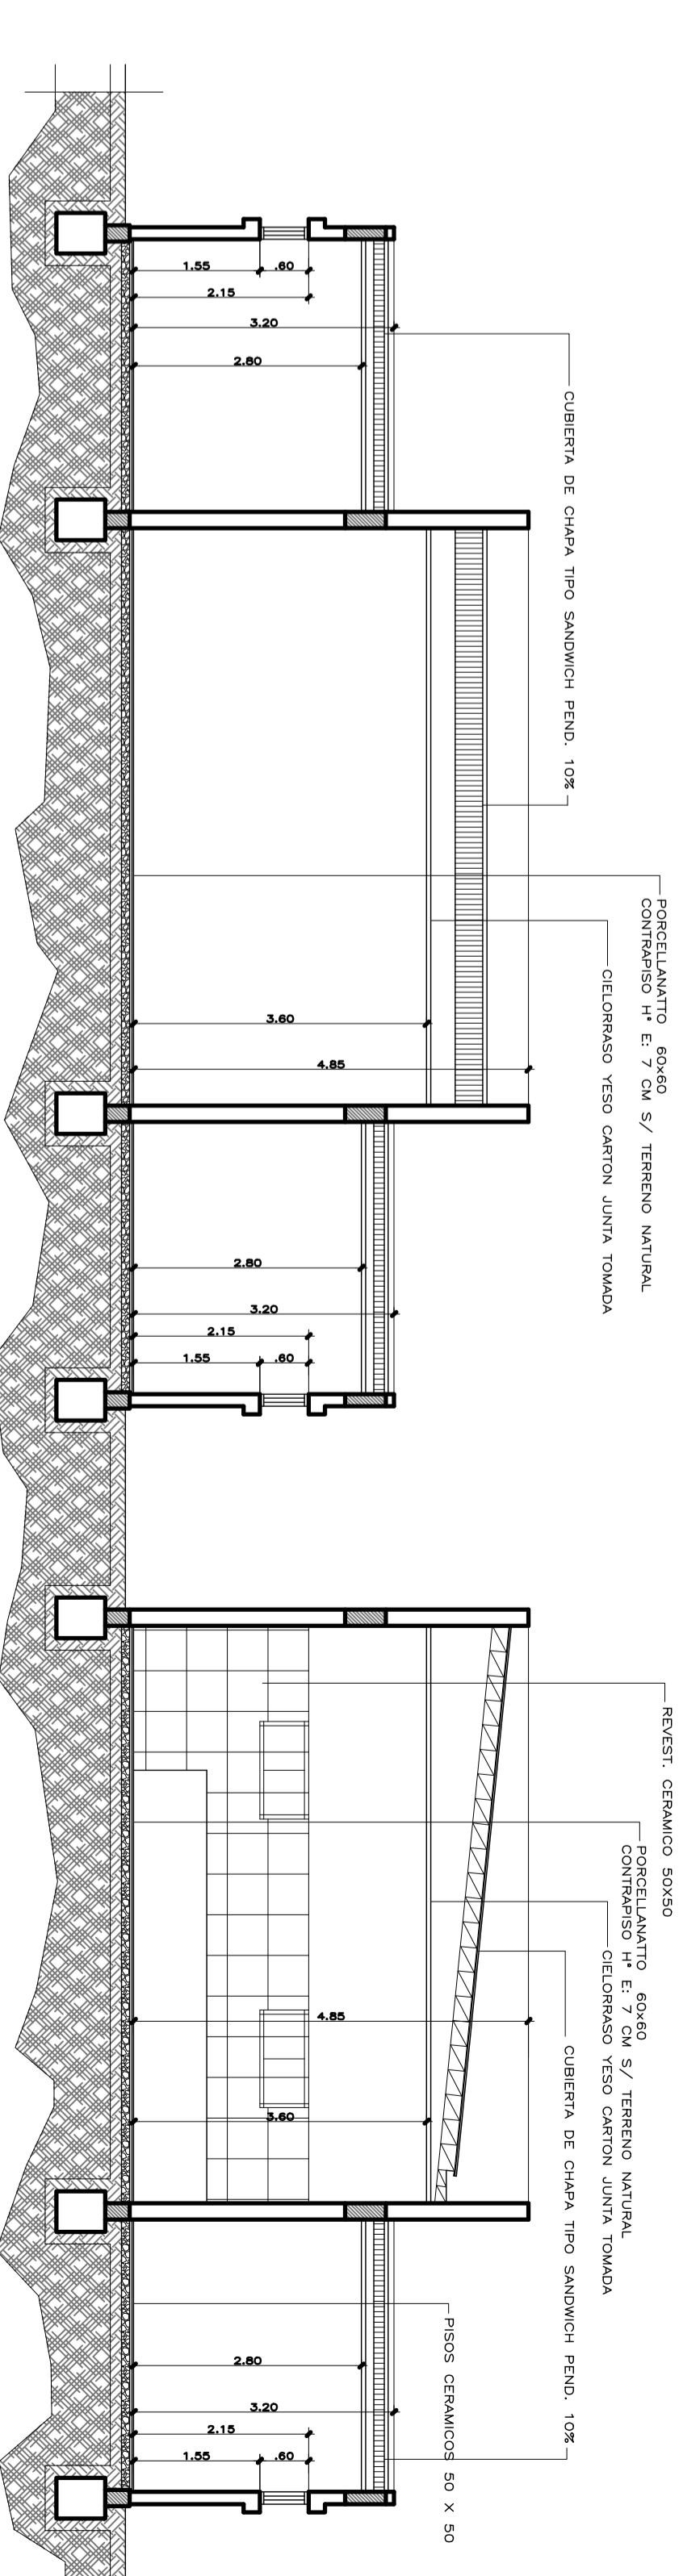 CUBIERTA DE CHAPA TIPO SANDWICH PEND. 10%
PORCELLANATTO 60x60
CONTRAPISO Hº E: 7 CM S/ TERRENO NATURAL
CIELORRASO YESO CARTON JUNTA TOMADA
1.55
.60
2.15
3.20
2.80
3.60
4.85
2.80
3.20
2.15
1.55
.60
REVEST. CERAMICO 50X50
PORCELLANATTO 60x60
CONTRAPISO Hº E: 7 CM S/ TERRENO NATURAL
CIELORRASO YESO CARTON JUNTA TOMADA
CUBIERTA DE CHAPA TIPO SANDWICH PEND. 10%
PISOS CERAMICOS 50 X 50
4.85
3.60
2.80
3.20
2.15
1.55
.60